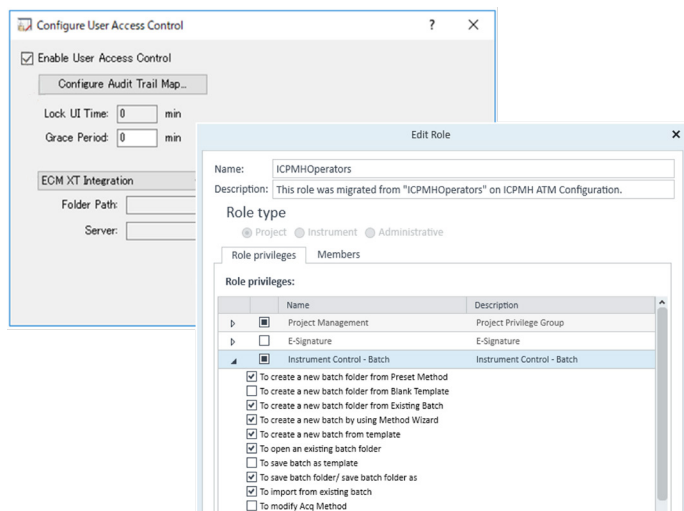 Configure User Access Control
?
Enable User Access Control
Configure Audit Trail Map...
Lock UI Time: 0 min
Grace Period: 0 min
ECM XT Integration
Folder Path:
Server:
Edit Role
Name: ICPMHOperators
Description: This role was migrated from "ICPMHOperators" on ICPMH ATM Configuration.
Role type
Project Instrument Administrative
Role privileges Members
Role privileges:
Name Description
Project Management Project Privilege Group
E-Signature E-Signature
Instrument Control - Batch Instrument Control - Batch
To create a new batch folder from Preset Method
To create a new batch folder from Blank Template
To create a new batch folder from Existing Batch
To create a new batch by using Method Wizard
To create a new batch from template
To open an existing batch folder
To save batch as template
To save batch folder/ save batch folder as
To import from existing batch
To modify Acq Method